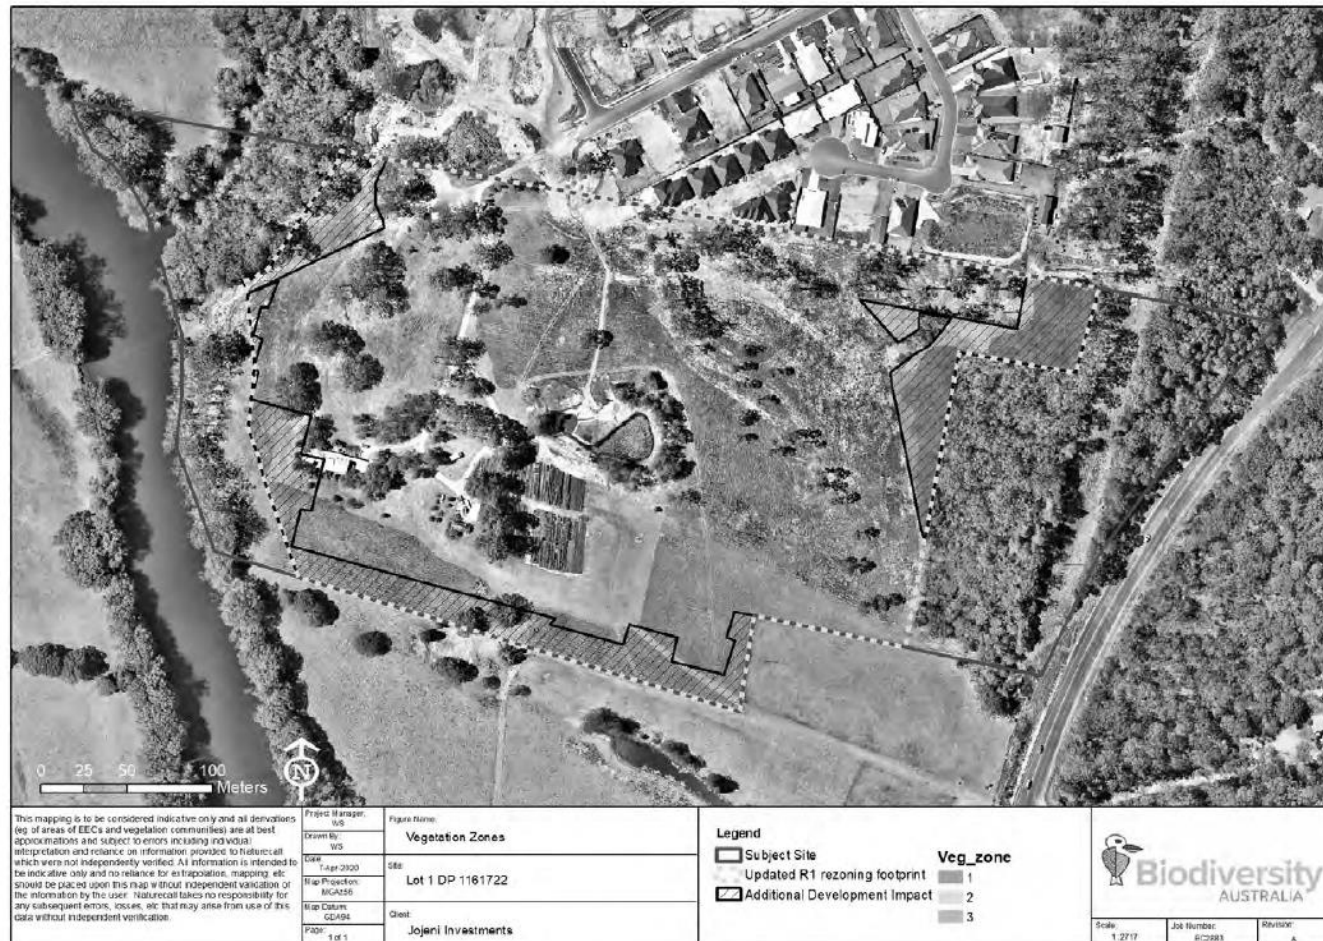 0 25 50 100
Meters
N
This mapping is to be considered indicative only and all derivations
(eg of areas of EECs and vegetation communities) are at best
approximations and subject to errors including individual
interpretation and reliance on information provided to Naturecall
which were not independently verified. All information is intended to
be indicative only and no reliance for extrapolation, mapping, etc
should be placed upon this map without independent validation of
the information by the user. Naturecall takes no responsibility for
any subsequent errors, losses, etc that may arise from use of this
data without independent verification.
Project Manager:
WS
Drawn By:
WS
Date:
7-Apr-2020
Map Projection:
MGAz56
Map Datum:
GDA94
Page:
1 of 1
Figure Name:
Vegetation Zones
Site:
Lot 1 DP 1161722
Client:
Jojeni Investments
Legend
Subject Site
Updated R1 rezoning footprint
Additional Development Impact
Veg_zone
1
2
3
Biodiversity
AUSTRALIA
Scale:
1:2717
Job Number:
Revision:
A